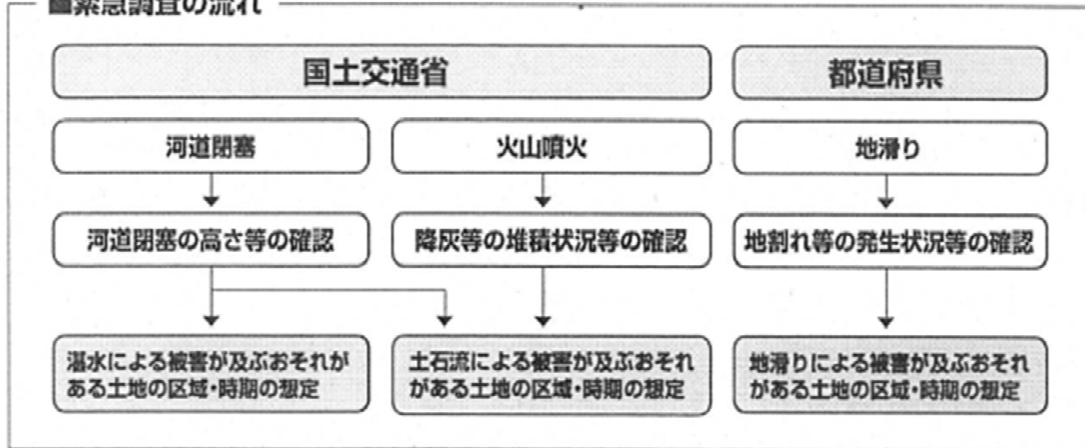 ■緊急調査の流れ
国土交通省
都道府県
河道閉塞
火山噴火
地滑り
河道閉塞の高さ等の確認
降灰等の堆積状況等の確認
地割れ等の発生状況等の確認
湛水による被害が及ぶおそれが
ある土地の区域・時期の想定
土石流による被害が及ぶおそれ
がある土地の区域・時期の想定
地滑りによる被害が及ぶおそれ
がある土地の区域・時期の想定